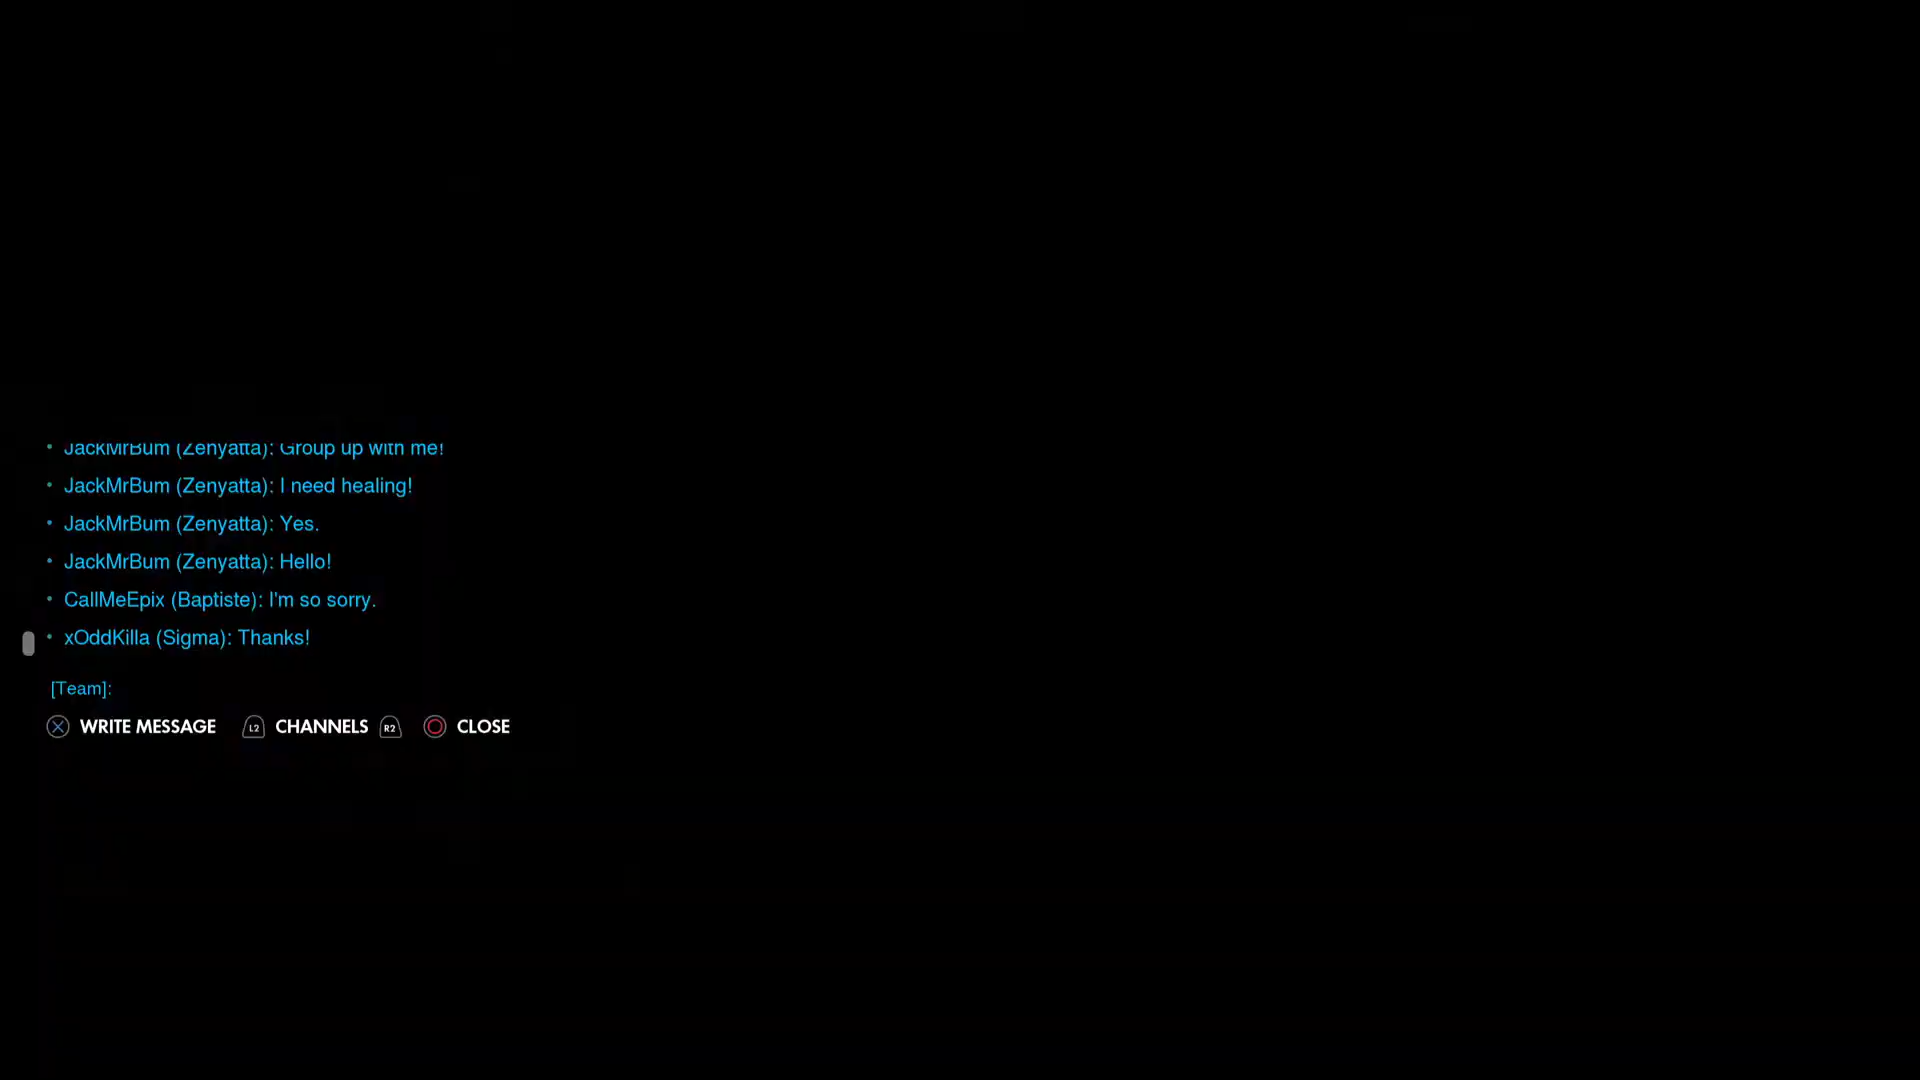 JackMrBum (Zenyatta): Group up with me!
JackMrBum (Zenyatta): I need healing!
JackMrBum (Zenyatta): Yes.
JackMrBum (Zenyatta): Hello!
CallMeEpix (Baptiste): I'm so sorry.
xOddKilla (Sigma): Thanks!
[Team]:
WRITE MESSAGE L2 CHANNELS R2 CLOSE